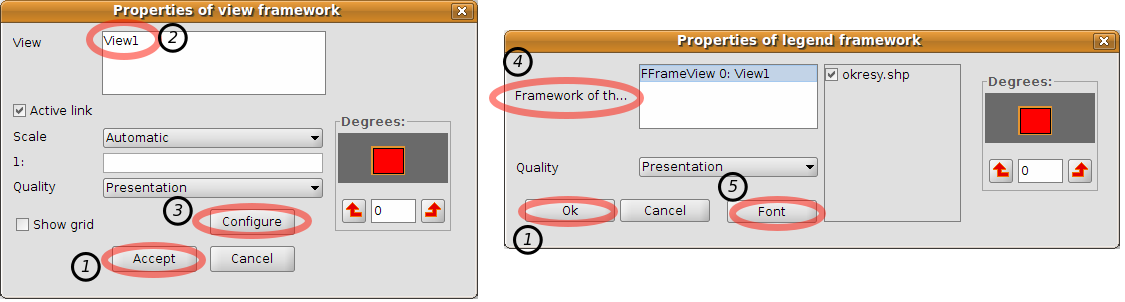 Properties of view framework
View
View1
2
Active link
Scale
Automatic
1:
Quality
Presentation
Degrees:
0
3
Show grid
Configure
1
Accept
Cancel
Properties of legend framework
4
Framework of th...
FFrameView 0: View1
okresy.shp
Degrees:
0
Quality
Presentation
5
Ok
Cancel
Font
1